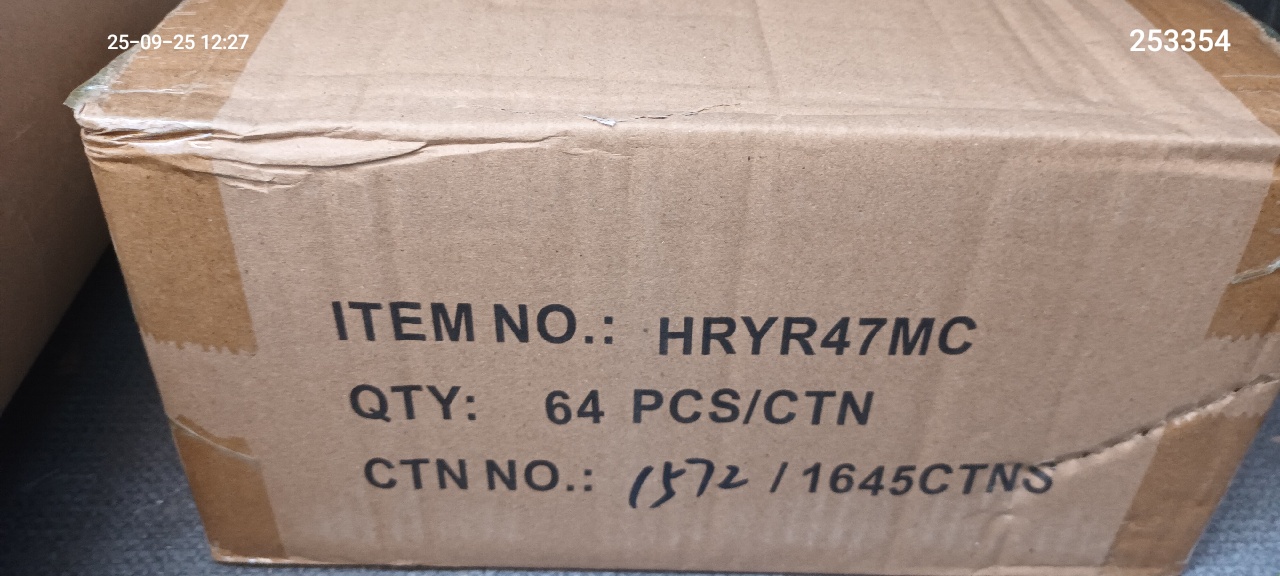 25-09-25 12:27
253354
ITEM NO.: HRYR47MC
QTY: 64 PCS/CTN
CTN NO.: 1572 / 1645CTNS